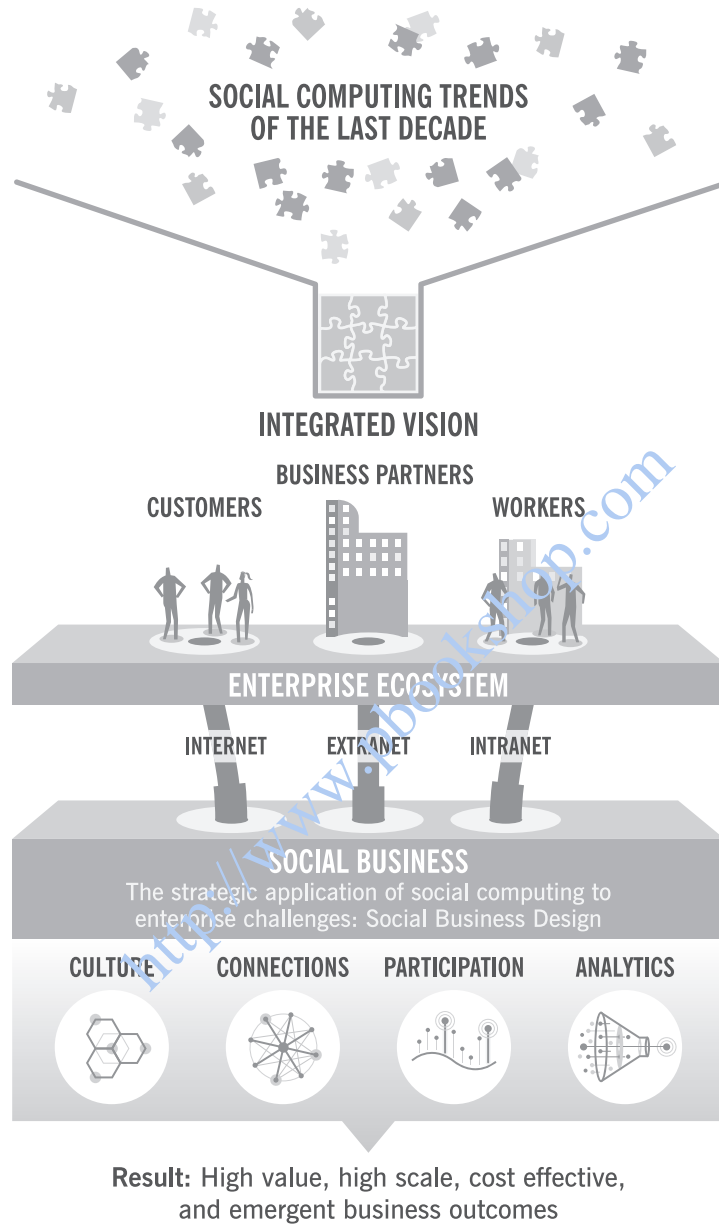 SOCIAL COMPUTING TRENDS
OF THE LAST DECADE
INTEGRATED VISION
BUSINESS PARTNERS
CUSTOMERS
WORKERS
ENTERPRISE ECOSYSTEM
INTERNET
EXTRANET
INTRANET
SOCIAL BUSINESS
The strategic application of social computing to
enterprise challenges: Social Business Design
CULTURE
CONNECTIONS
PARTICIPATION
ANALYTICS
Result: High value, high scale, cost effective,
and emergent business outcomes
http://www.pbookshop.com